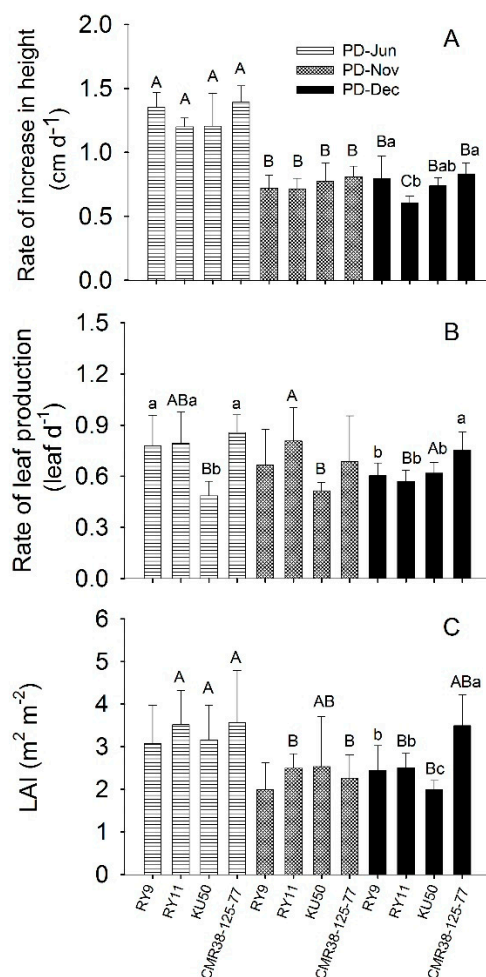 A
PD-Jun
PD-Nov
PD-Dec
Rate of increase in height
(cm d-1)
2.0
1.5
1.0
0.5
0.0
A
A
A
A
B
B
B
B
Ba
Cb
Bab
Ba
B
Rate of leaf production
(leaf d-1)
1.5
1.2
0.9
0.6
0.3
0.0
a
ABa
Bb
a
A
B
b
Bb
Ab
a
C
LAI (m2 m-2)
6
5
4
3
2
1
0
A
A
A
B
AB
B
b
Bb
Bc
ABa
RY9
RY11
KU50
CMR38-125-77
RY9
RY11
KU50
CMR38-125-77
RY9
RY11
KU50
CMR38-125-77